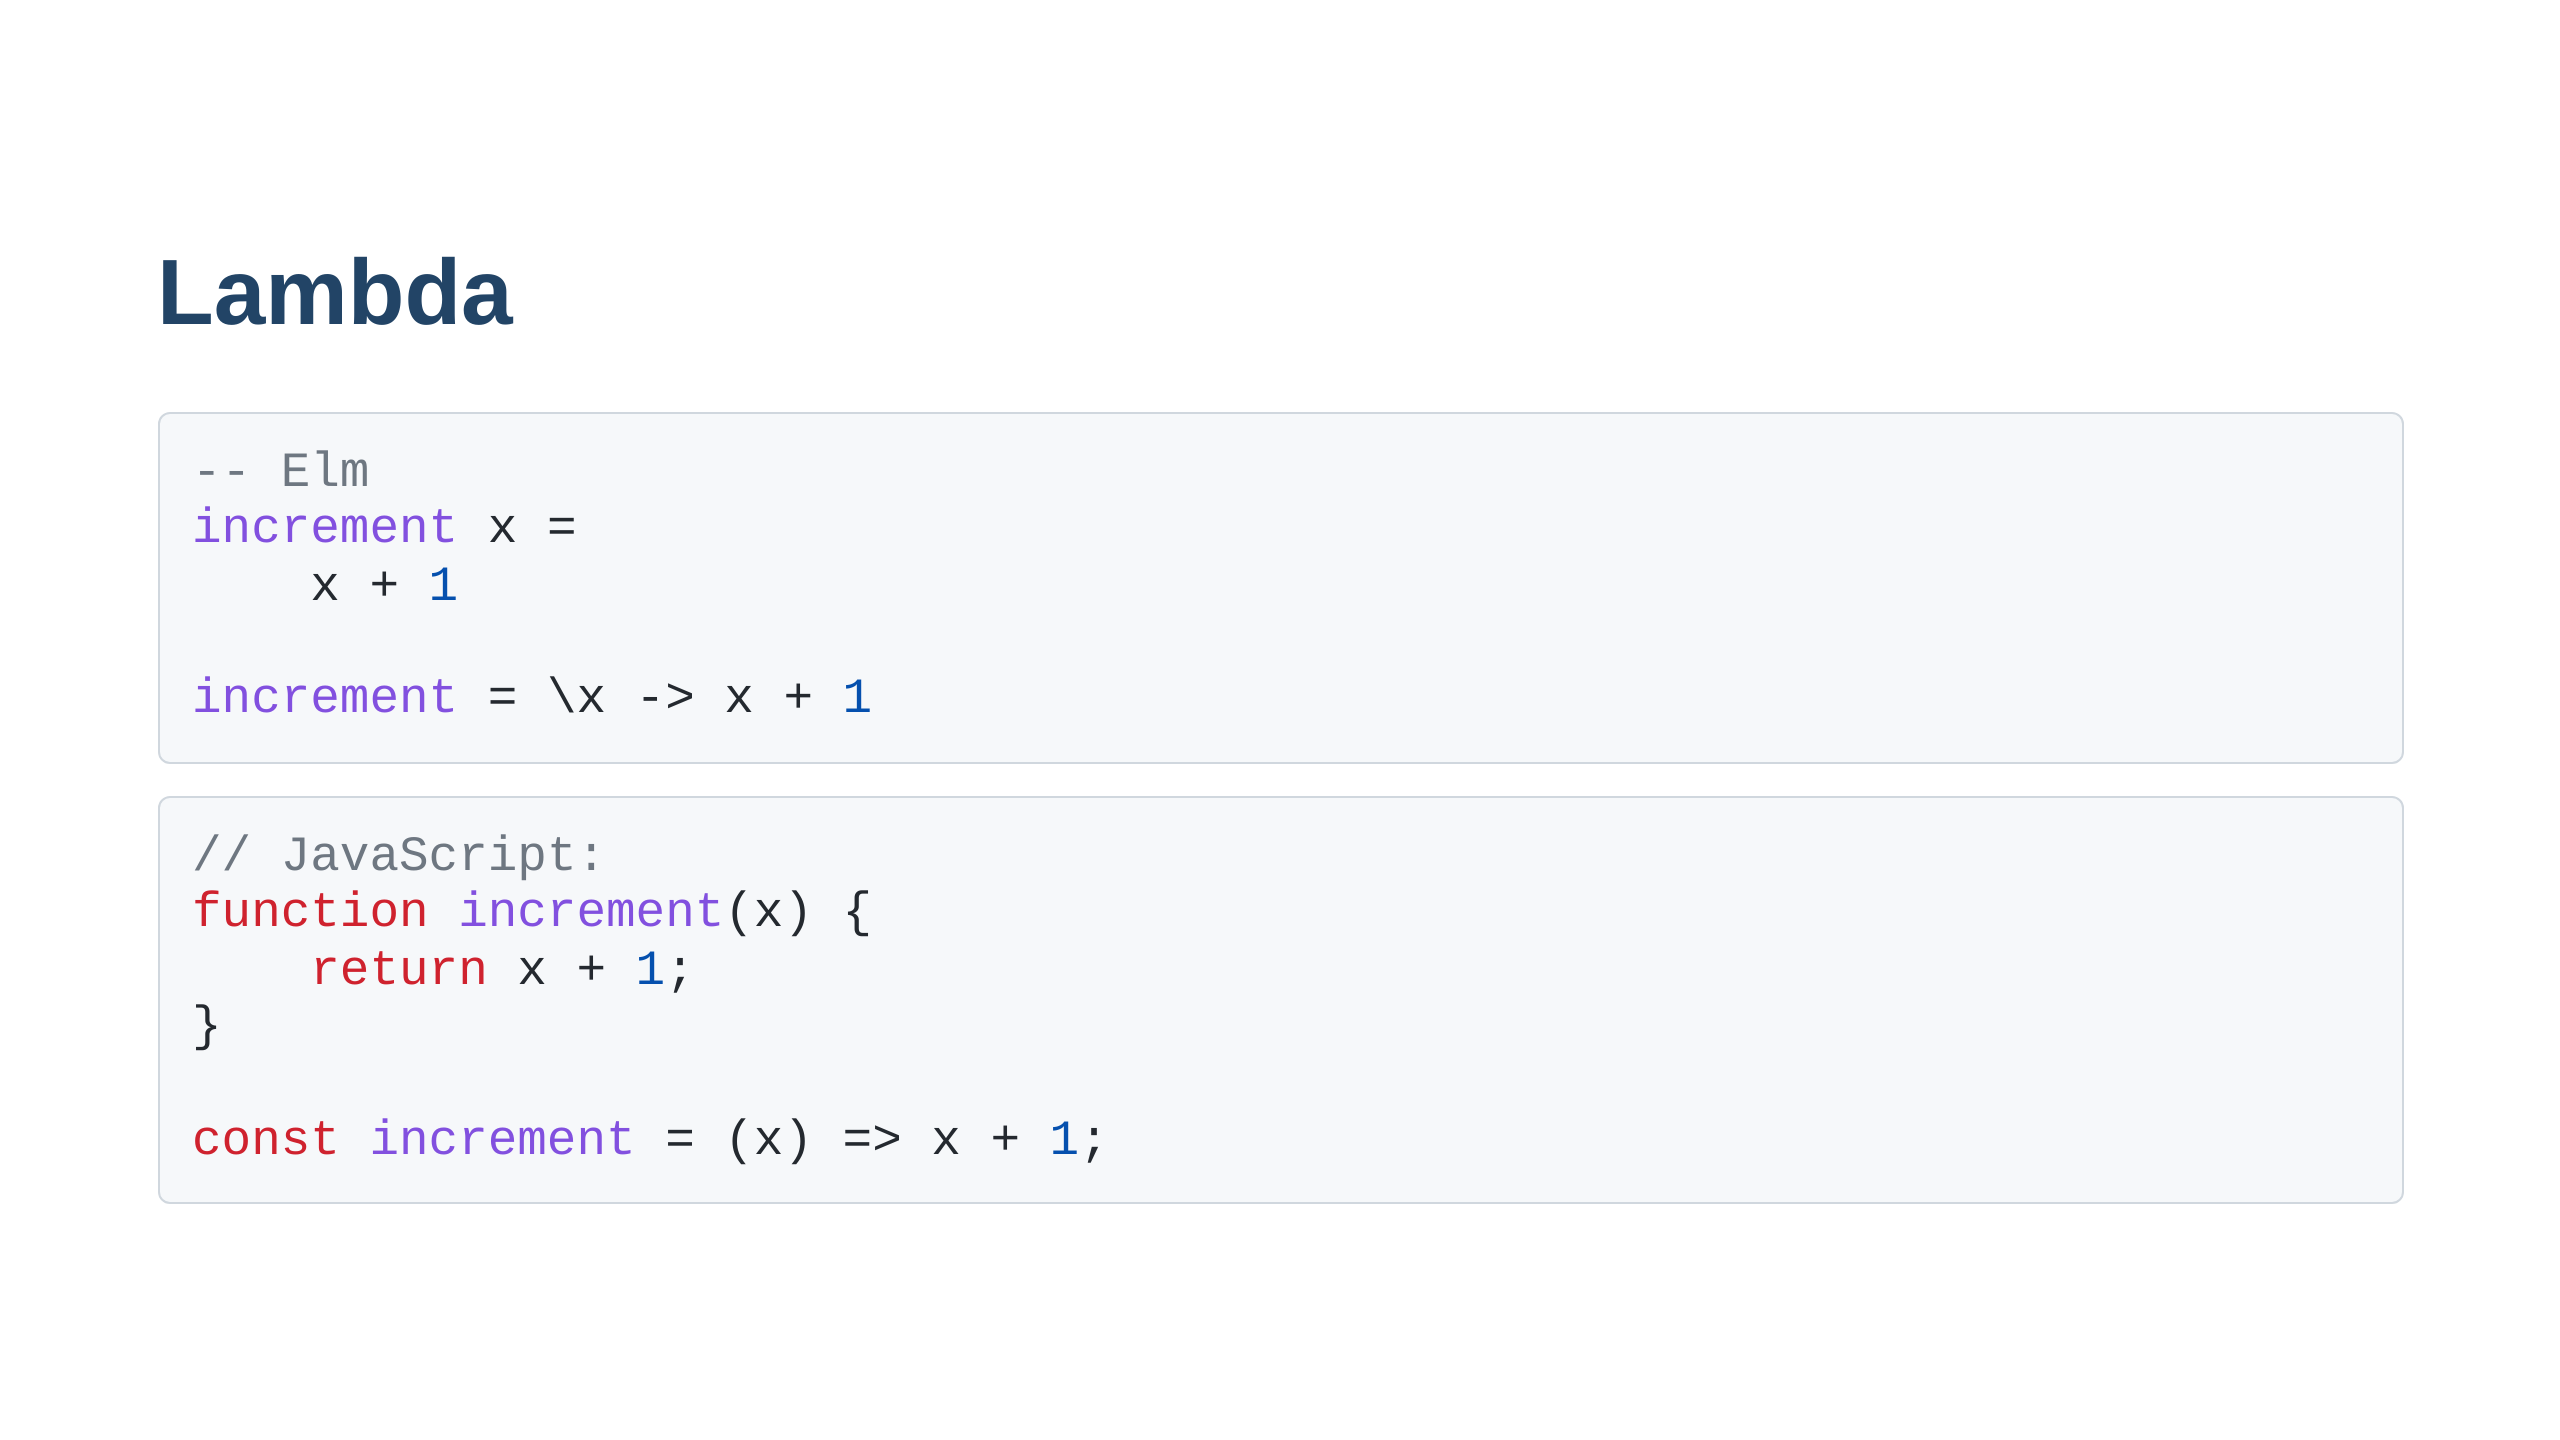 Lambda
-- Elm
increment x =
    x + 1

increment = \x -> x + 1
// JavaScript:
function increment(x) {
    return x + 1;
}

const increment = (x) => x + 1;